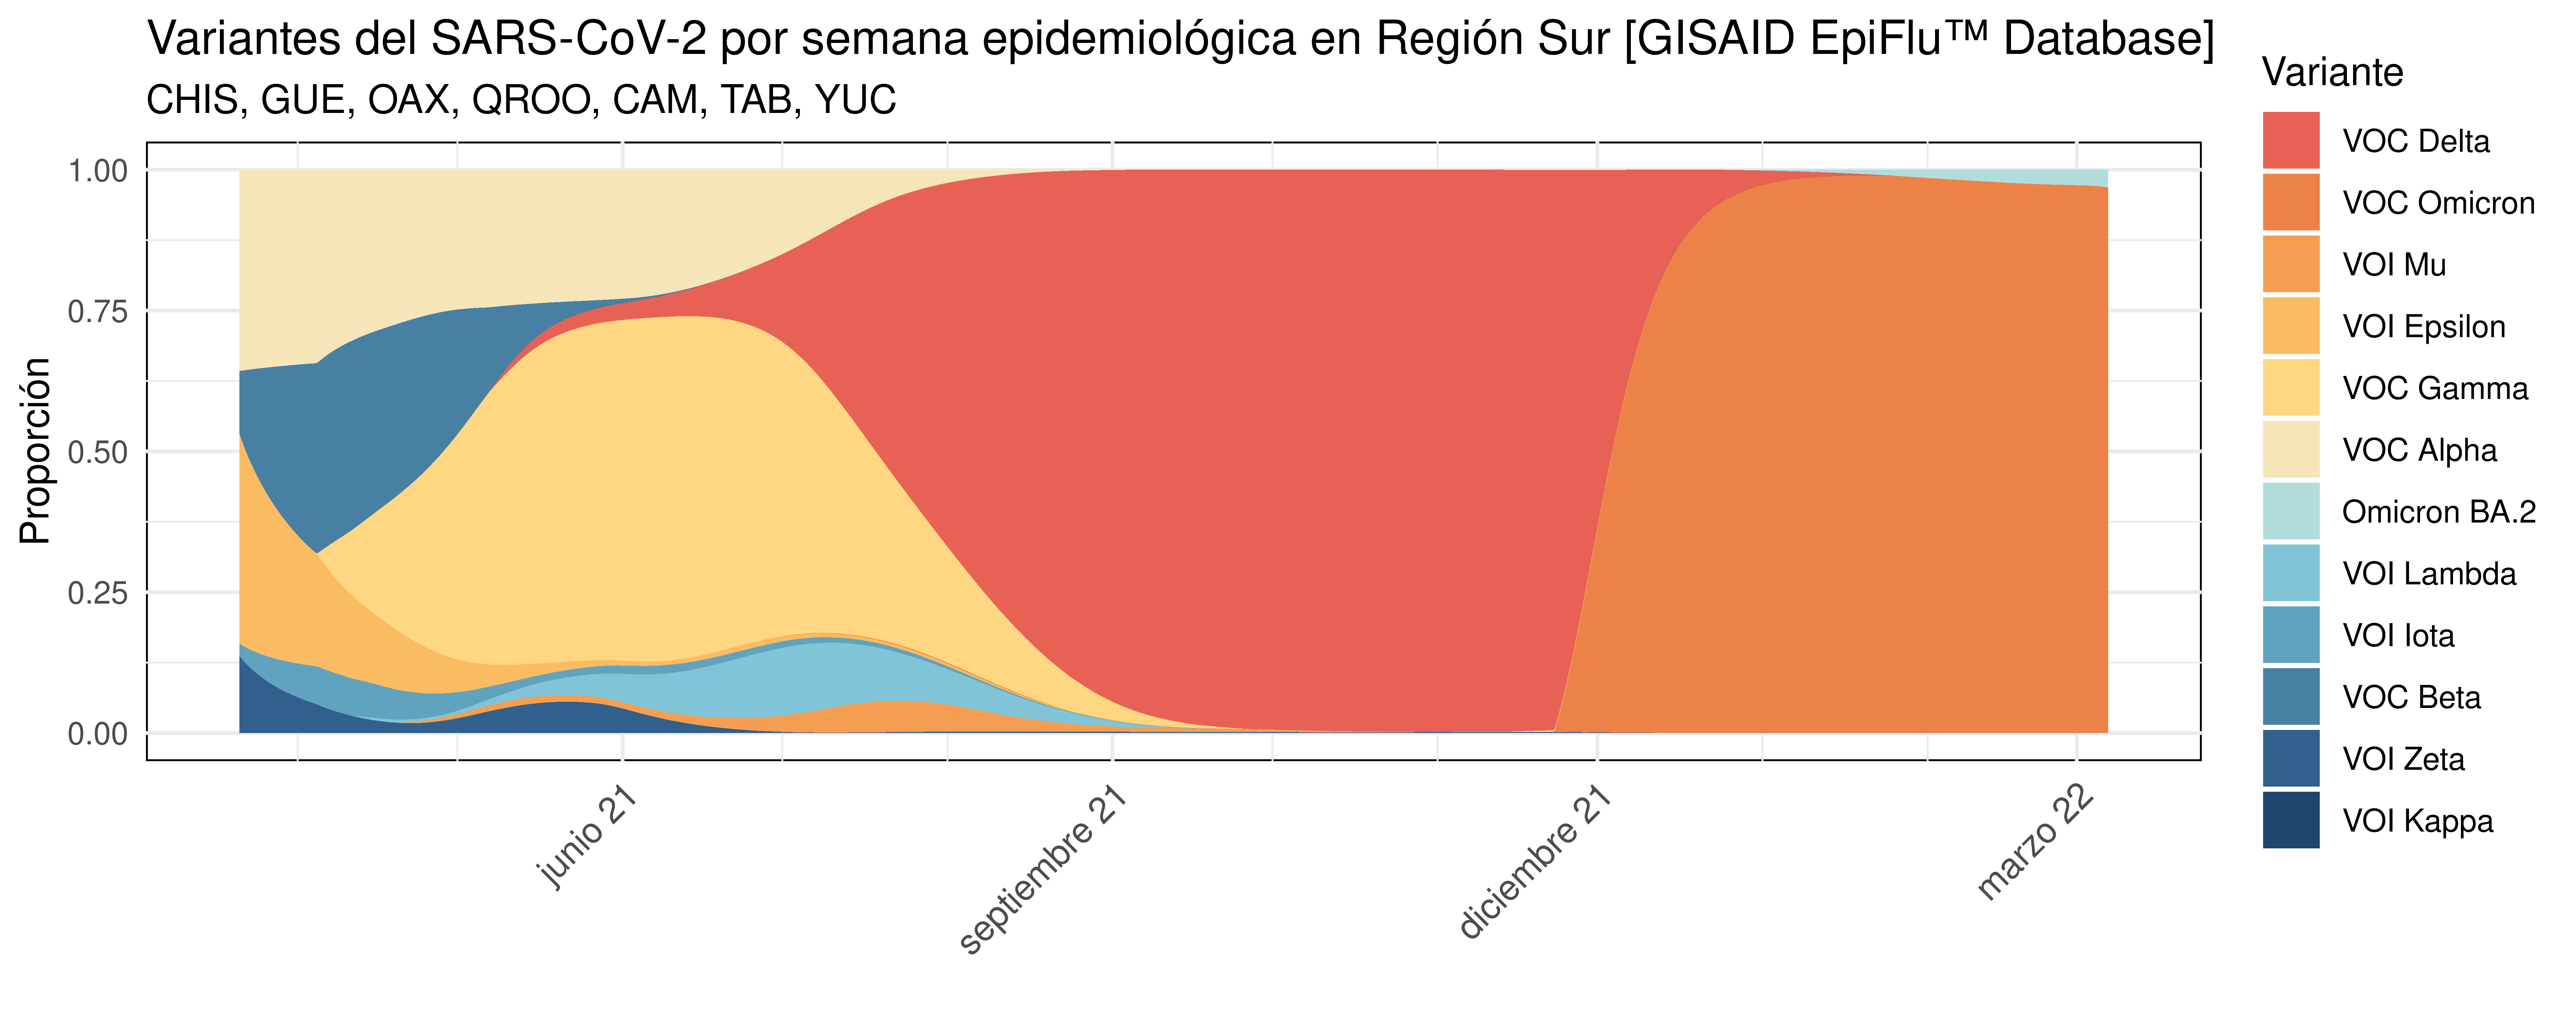 Variantes del SARS-CoV-2 por semana epidemiológica en Región Sur [GISAID EpiFlu™ Database]
CHIS, GUE, OAX, QROO, CAM, TAB, YUC
Proporción
1.00
0.75
0.50
0.25
0.00
junio 21
septiembre 21
diciembre 21
marzo 22
Variante
VOC Delta
VOC Omicron
VOI Mu
VOI Epsilon
VOC Gamma
VOC Alpha
Omicron BA.2
VOI Lambda
VOI Iota
VOC Beta
VOI Zeta
VOI Kappa